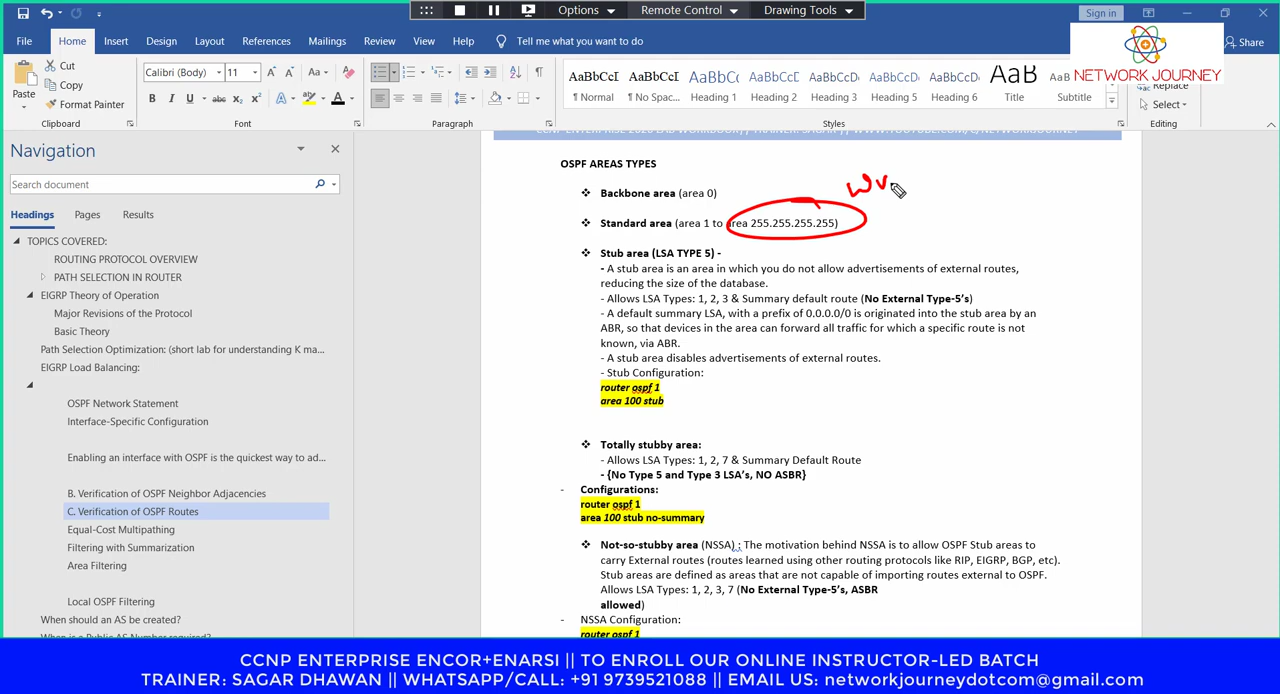 Options
Remote Control
Drawing Tools
Sign in
File Home Insert Design Layout References Mailings Review View Help Tell me what you want to do Share
NETWORK JOURNEY
Paste Cut
Copy
Format Painter
Calibri (Body) 11
AaBbCcI AaBbCcI AaBbCcI AaBbCcI AaBbCcI AaBbCcI AaBbCcI AaB
¶ Normal ¶ No Spac... Heading 1 Heading 2 Heading 3 Heading 5 Heading 6 Title Subtitle
Replace
Select
Clipboard Font Paragraph Styles Editing
Navigation
Search document
Headings Pages Results
TOPICS COVERED:
ROUTING PROTOCOL OVERVIEW
PATH SELECTION IN ROUTER
EIGRP Theory of Operation
Major Revisions of the Protocol
Basic Theory
Path Selection Optimization: (short lab for understanding K ma...
EIGRP Load Balancing:
OSPF Network Statement
Interface-Specific Configuration
Enabling an interface with OSPF is the quickest way to ad...
B. Verification of OSPF Neighbor Adjacencies
C. Verification of OSPF Routes
Equal-Cost Multipathing
Filtering with Summarization
Area Filtering
Local OSPF Filtering
When should an AS be created?
When is a Public AS Number required?
OSPF AREAS TYPES
❖ Backbone area (area 0)
❖ Standard area (area 1 to area 255.255.255.255)
❖ Stub area (LSA TYPE 5) -
- A stub area is an area in which you do not allow advertisements of external routes,
reducing the size of the database.
- Allows LSA Types: 1, 2, 3 & Summary default route (No External Type-5’s)
- A default summary LSA, with a prefix of 0.0.0.0/0 is originated into the stub area by an
ABR, so that devices in the area can forward all traffic for which a specific route is not
known, via ABR.
- A stub area disables advertisements of external routes.
- Stub Configuration:
router ospf 1
area 100 stub
❖ Totally stubby area:
- Allows LSA Types: 1, 2, 7 & Summary Default Route
- {No Type 5 and Type 3 LSA’s, NO ASBR}
- Configurations:
router ospf 1
area 100 stub no-summary
❖ Not-so-stubby area (NSSA) : The motivation behind NSSA is to allow OSPF Stub areas to
carry External routes (routes learned using other routing protocols like RIP, EIGRP, BGP, etc).
Stub areas are defined as areas that are not capable of importing routes external to OSPF.
Allows LSA Types: 1, 2, 3, 7 (No External Type-5’s, ASBR
allowed)
- NSSA Configuration:
router ospf 1
CCNP ENTERPRISE ENCOR+ENARSI || TO ENROLL OUR ONLINE INSTRUCTOR-LED BATCH
TRAINER: SAGAR DHAWAN || WHATSAPP/CALL: +91 9739521088 || EMAIL US: networkjourneydotcom@gmail.com